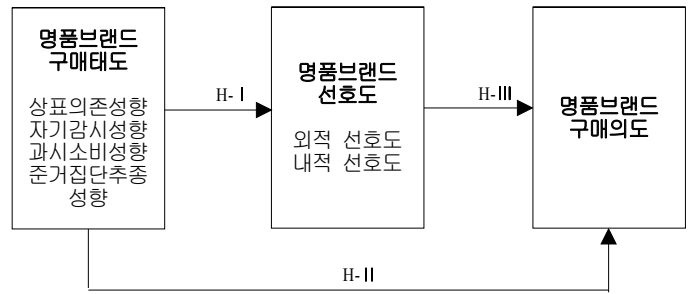 명품브랜드
구매태도
상표의존성향
자기감시성향
과시소비성향
준거집단추종
성향
H-Ⅰ
명품브랜드
선호도
외적 선호도
내적 선호도
H-Ⅲ
명품브랜드
구매의도
H-Ⅱ